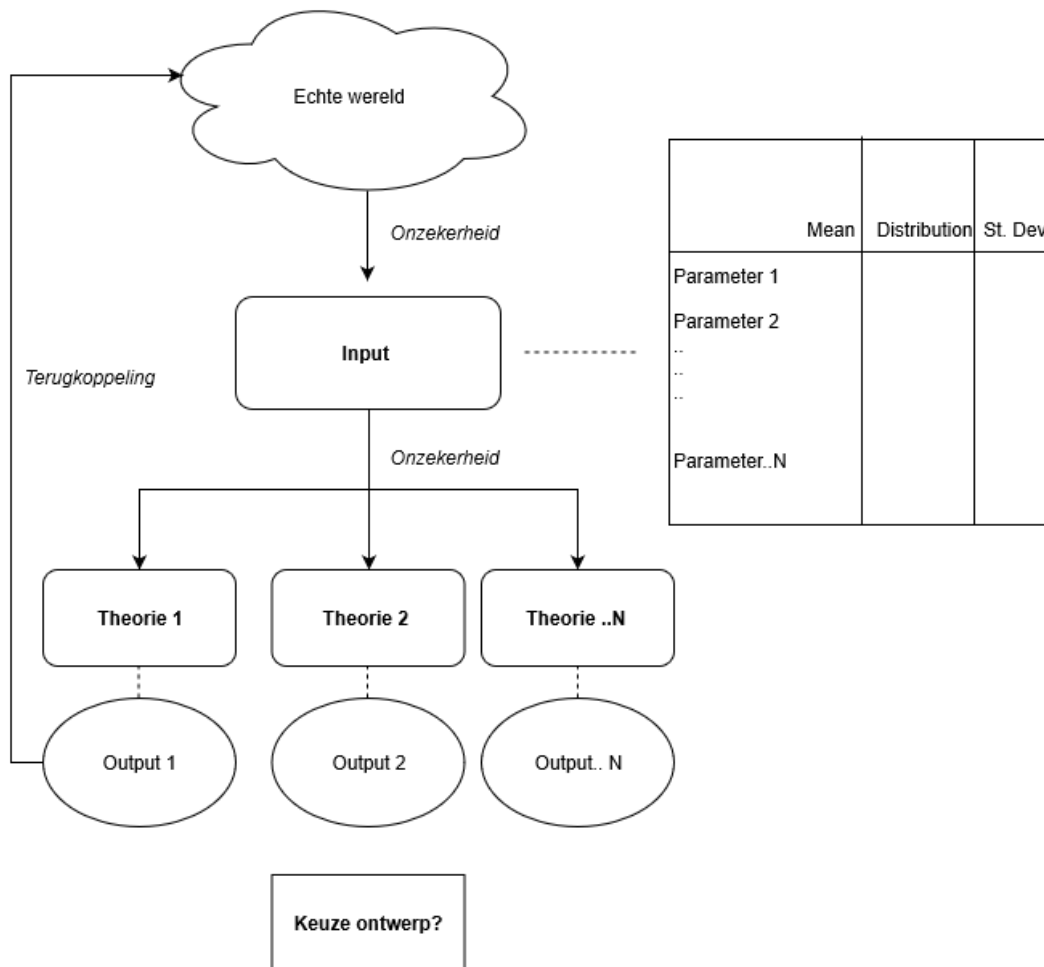 Echte wereld
Onzekerheid
Mean Distribution St. Dev
Parameter 1
Input
Parameter 2
..
..
..
Terugkoppeling
Onzekerheid
Parameter..N
Theorie 1
Theorie 2
Theorie ..N
Output 1
Output 2
Output.. N
Keuze ontwerp?